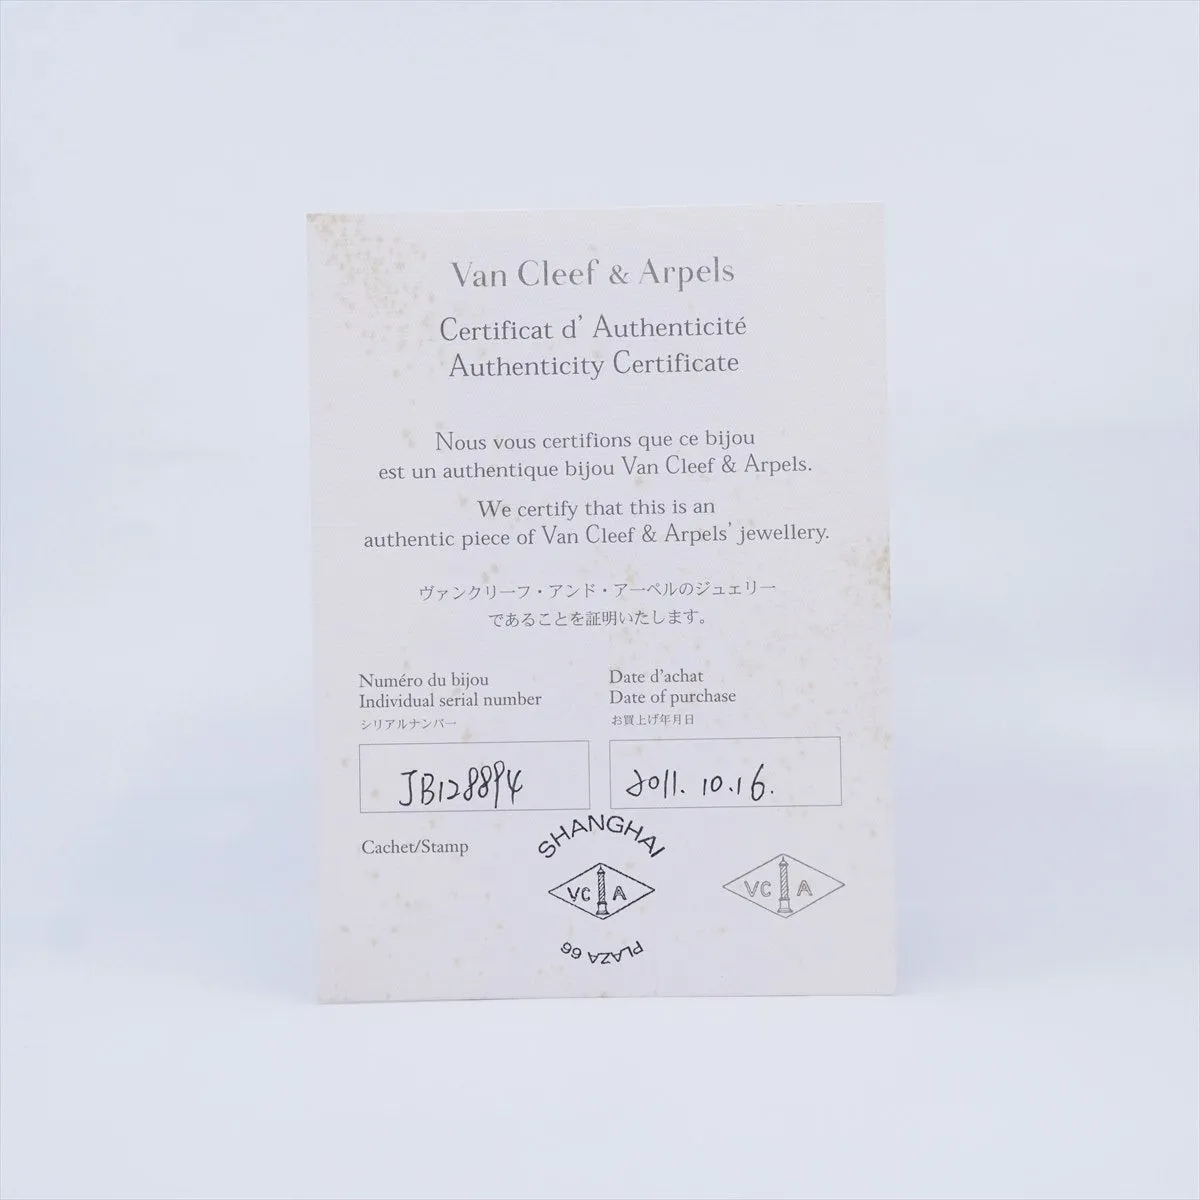 Van Cleef & Arpels
Certificat d' Authenticité
Authenticity Certificate
Nous vous certifions que ce bijou
est un authentique bijou Van Cleef & Arpels.
We certify that this is an
authentic piece of Van Cleef & Arpels' jewellery.
ヴァンクリーフ・アンド・アーペルのジュエリー
であることを証明いたします。
Numéro du bijou
Individual serial number
シリアルナンバー
JB128894
Date d'achat
Date of purchase
お買上げ年月日
2011.10.16.
Cachet/Stamp
SHANGHAI
VC A
PLAZA 66
VC A